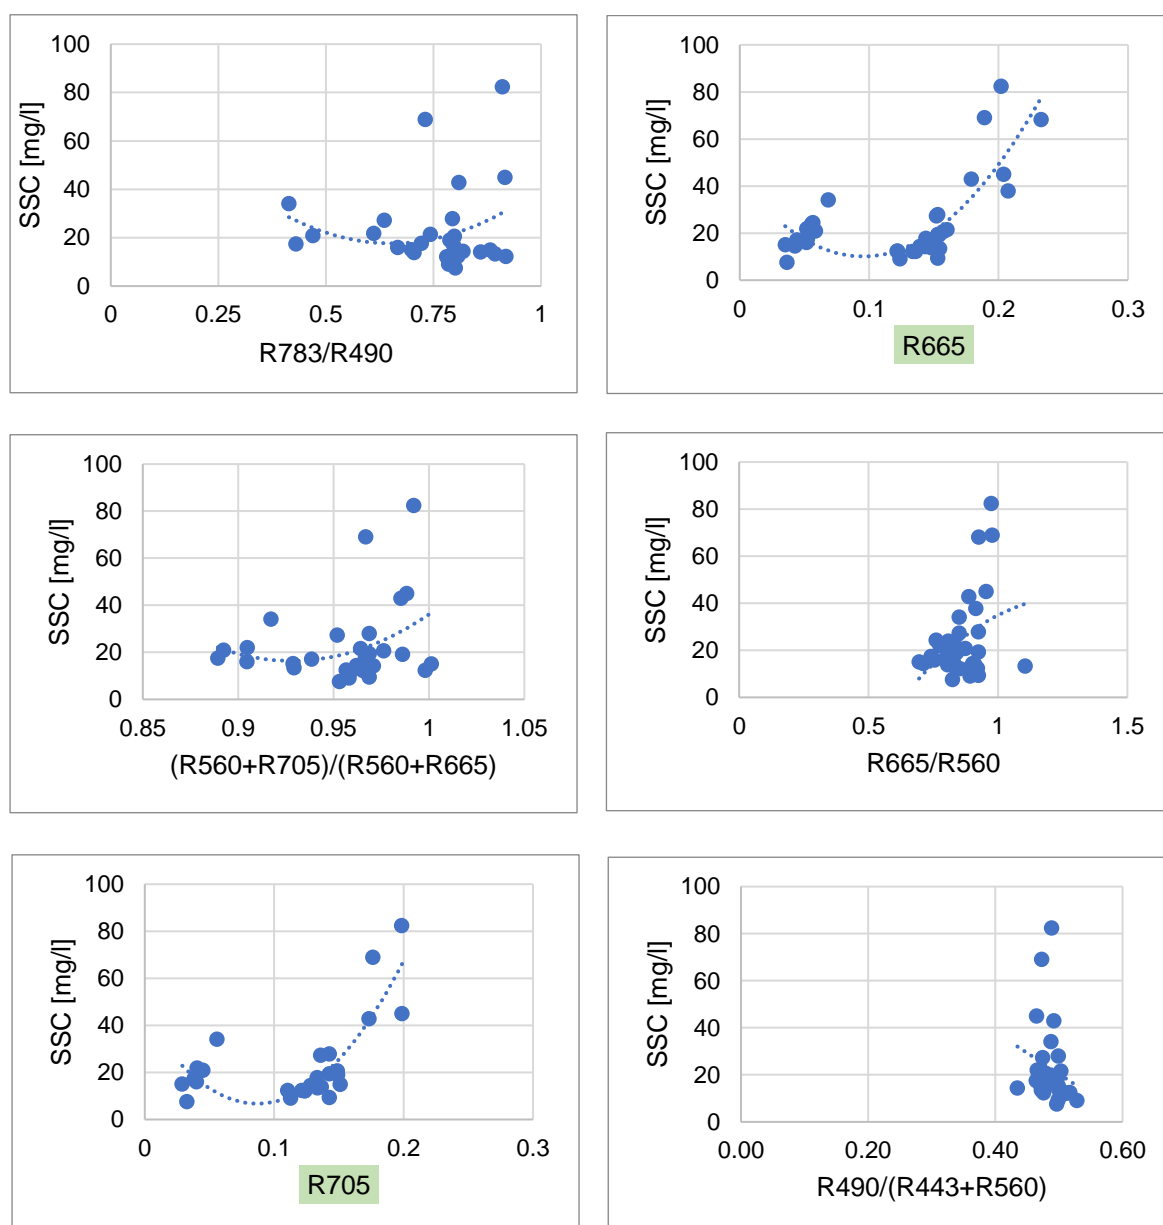 SSC [mg/l]
100
80
60
40
20
0
0 0.25 0.5 0.75 1
R783/R490
SSC [mg/l]
100
80
60
40
20
0
0 0.1 0.2 0.3
R665
SSC [mg/l]
100
80
60
40
20
0
0.85 0.9 0.95 1 1.05
(R560+R705)/(R560+R665)
SSC [mg/l]
100
80
60
40
20
0
0 0.5 1 1.5
R665/R560
SSC [mg/l]
100
80
60
40
20
0
0 0.1 0.2 0.3
R705
SSC [mg/l]
100
80
60
40
20
0
0.00 0.20 0.40 0.60
R490/(R443+R560)